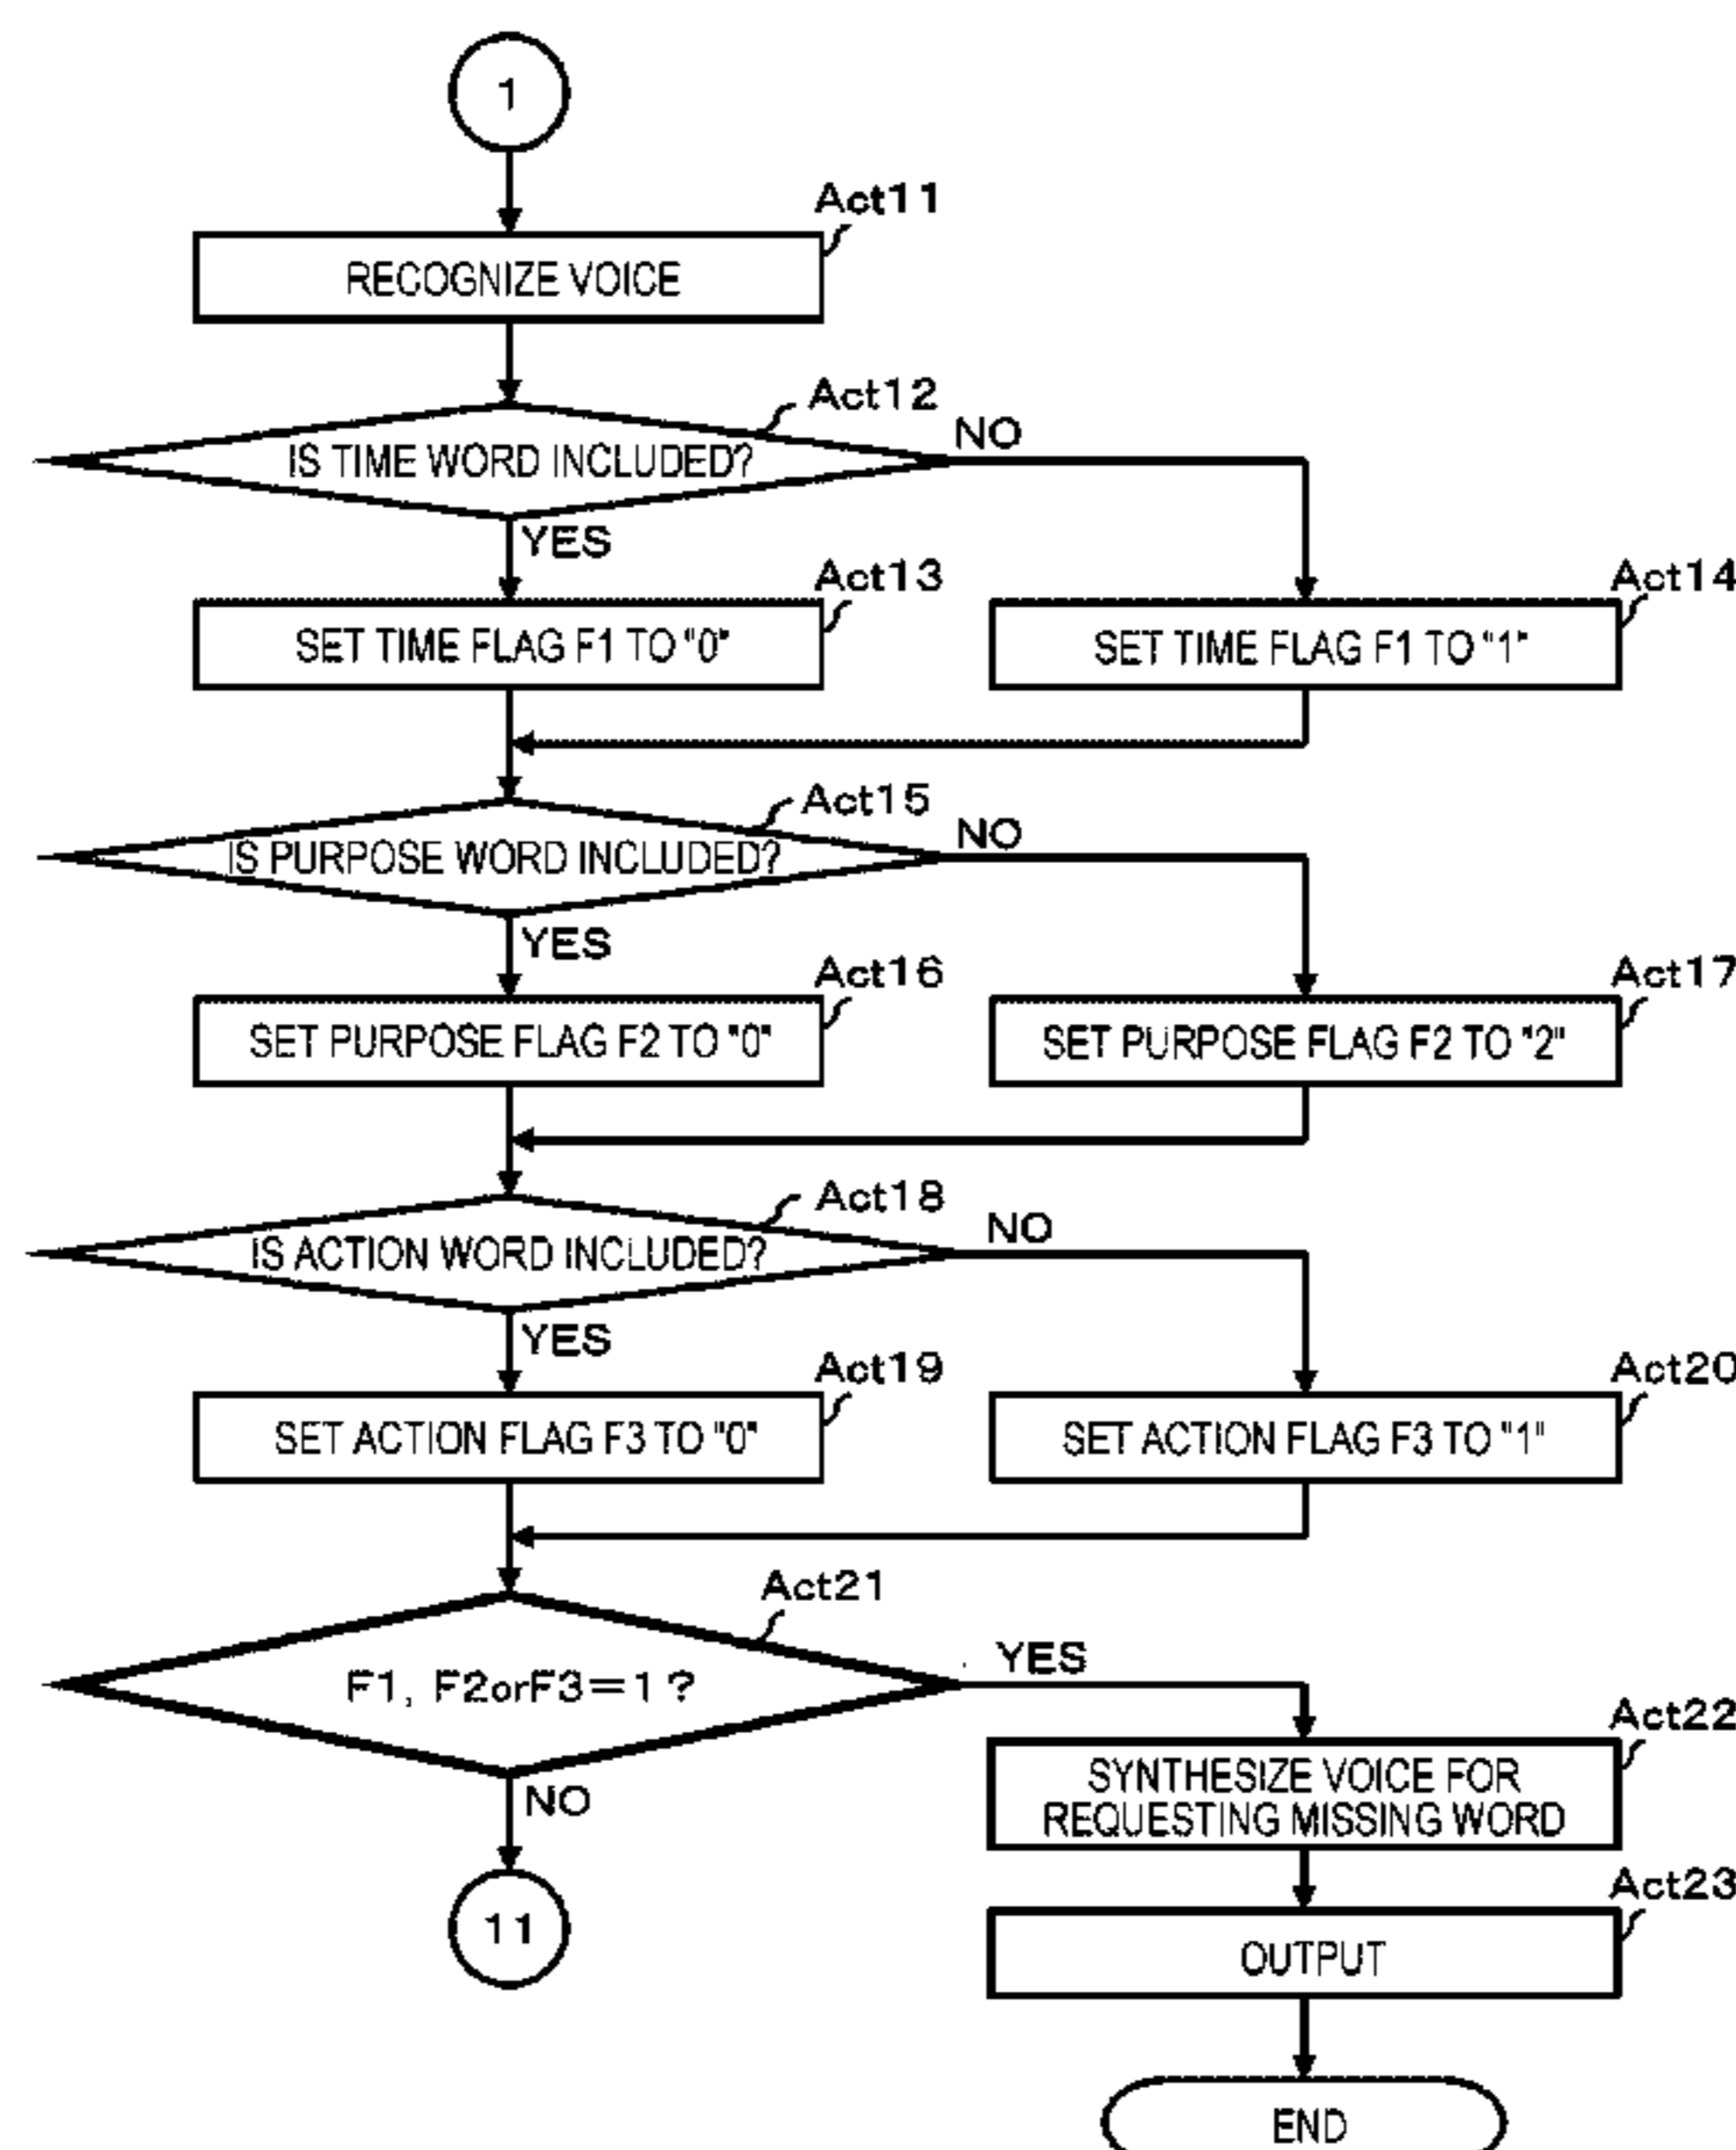 1
Act11
RECOGNIZE VOICE
Act12
IS TIME WORD INCLUDED?
NO
YES
Act13
Act14
SET TIME FLAG F1 TO "0"
SET TIME FLAG F1 TO "1"
Act15
IS PURPOSE WORD INCLUDED?
NO
YES
Act16
Act17
SET PURPOSE FLAG F2 TO "0"
SET PURPOSE FLAG F2 TO "2"
Act18
IS ACTION WORD INCLUDED?
NO
YES
Act19
Act20
SET ACTION FLAG F3 TO "0"
SET ACTION FLAG F3 TO "1"
Act21
F1, F2orF3=1?
YES
NO
Act22
SYNTHESIZE VOICE FOR
REQUESTING MISSING WORD
Act23
11
OUTPUT
END